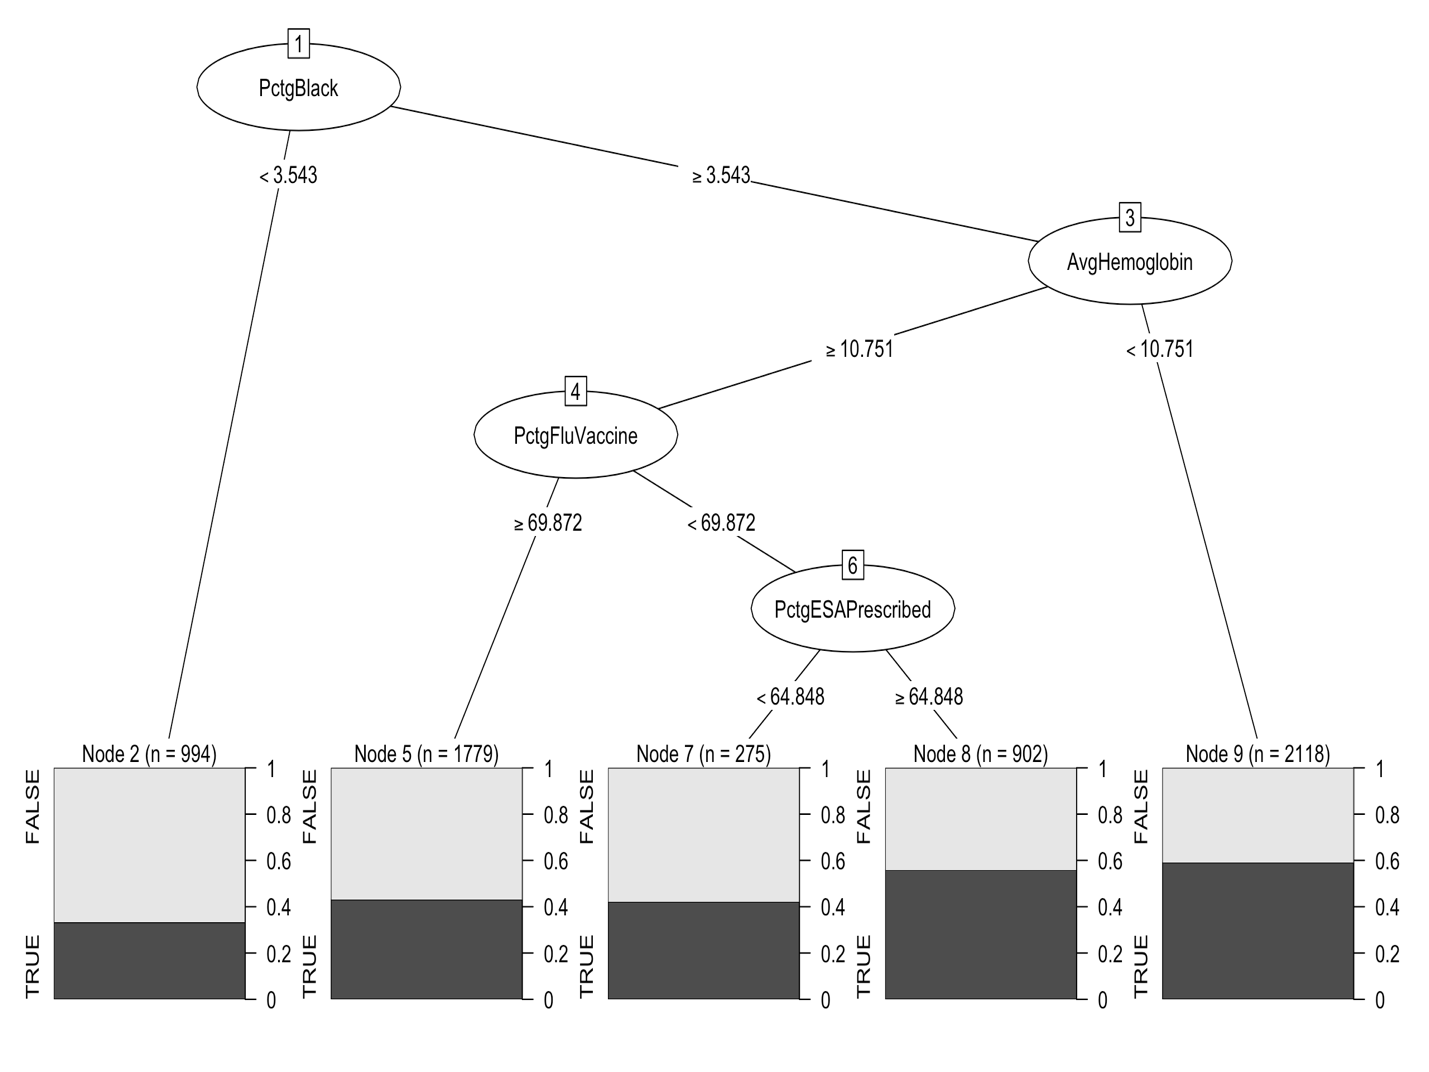 1
PctgBlack
< 3.543
≥ 3.543
3
AvgHemoglobin
≥ 10.751
< 10.751
4
PctgFluVaccine
≥ 69.872
< 69.872
6
PctgESAPrescribed
< 64.848
≥ 64.848
Node 2 (n = 994)
FALSE
TRUE
1
0.8
0.6
0.4
0.2
0
Node 5 (n = 1779)
FALSE
TRUE
1
0.8
0.6
0.4
0.2
0
Node 7 (n = 275)
FALSE
TRUE
1
0.8
0.6
0.4
0.2
0
Node 8 (n = 902)
FALSE
TRUE
1
0.8
0.6
0.4
0.2
0
Node 9 (n = 2118)
FALSE
TRUE
1
0.8
0.6
0.4
0.2
0